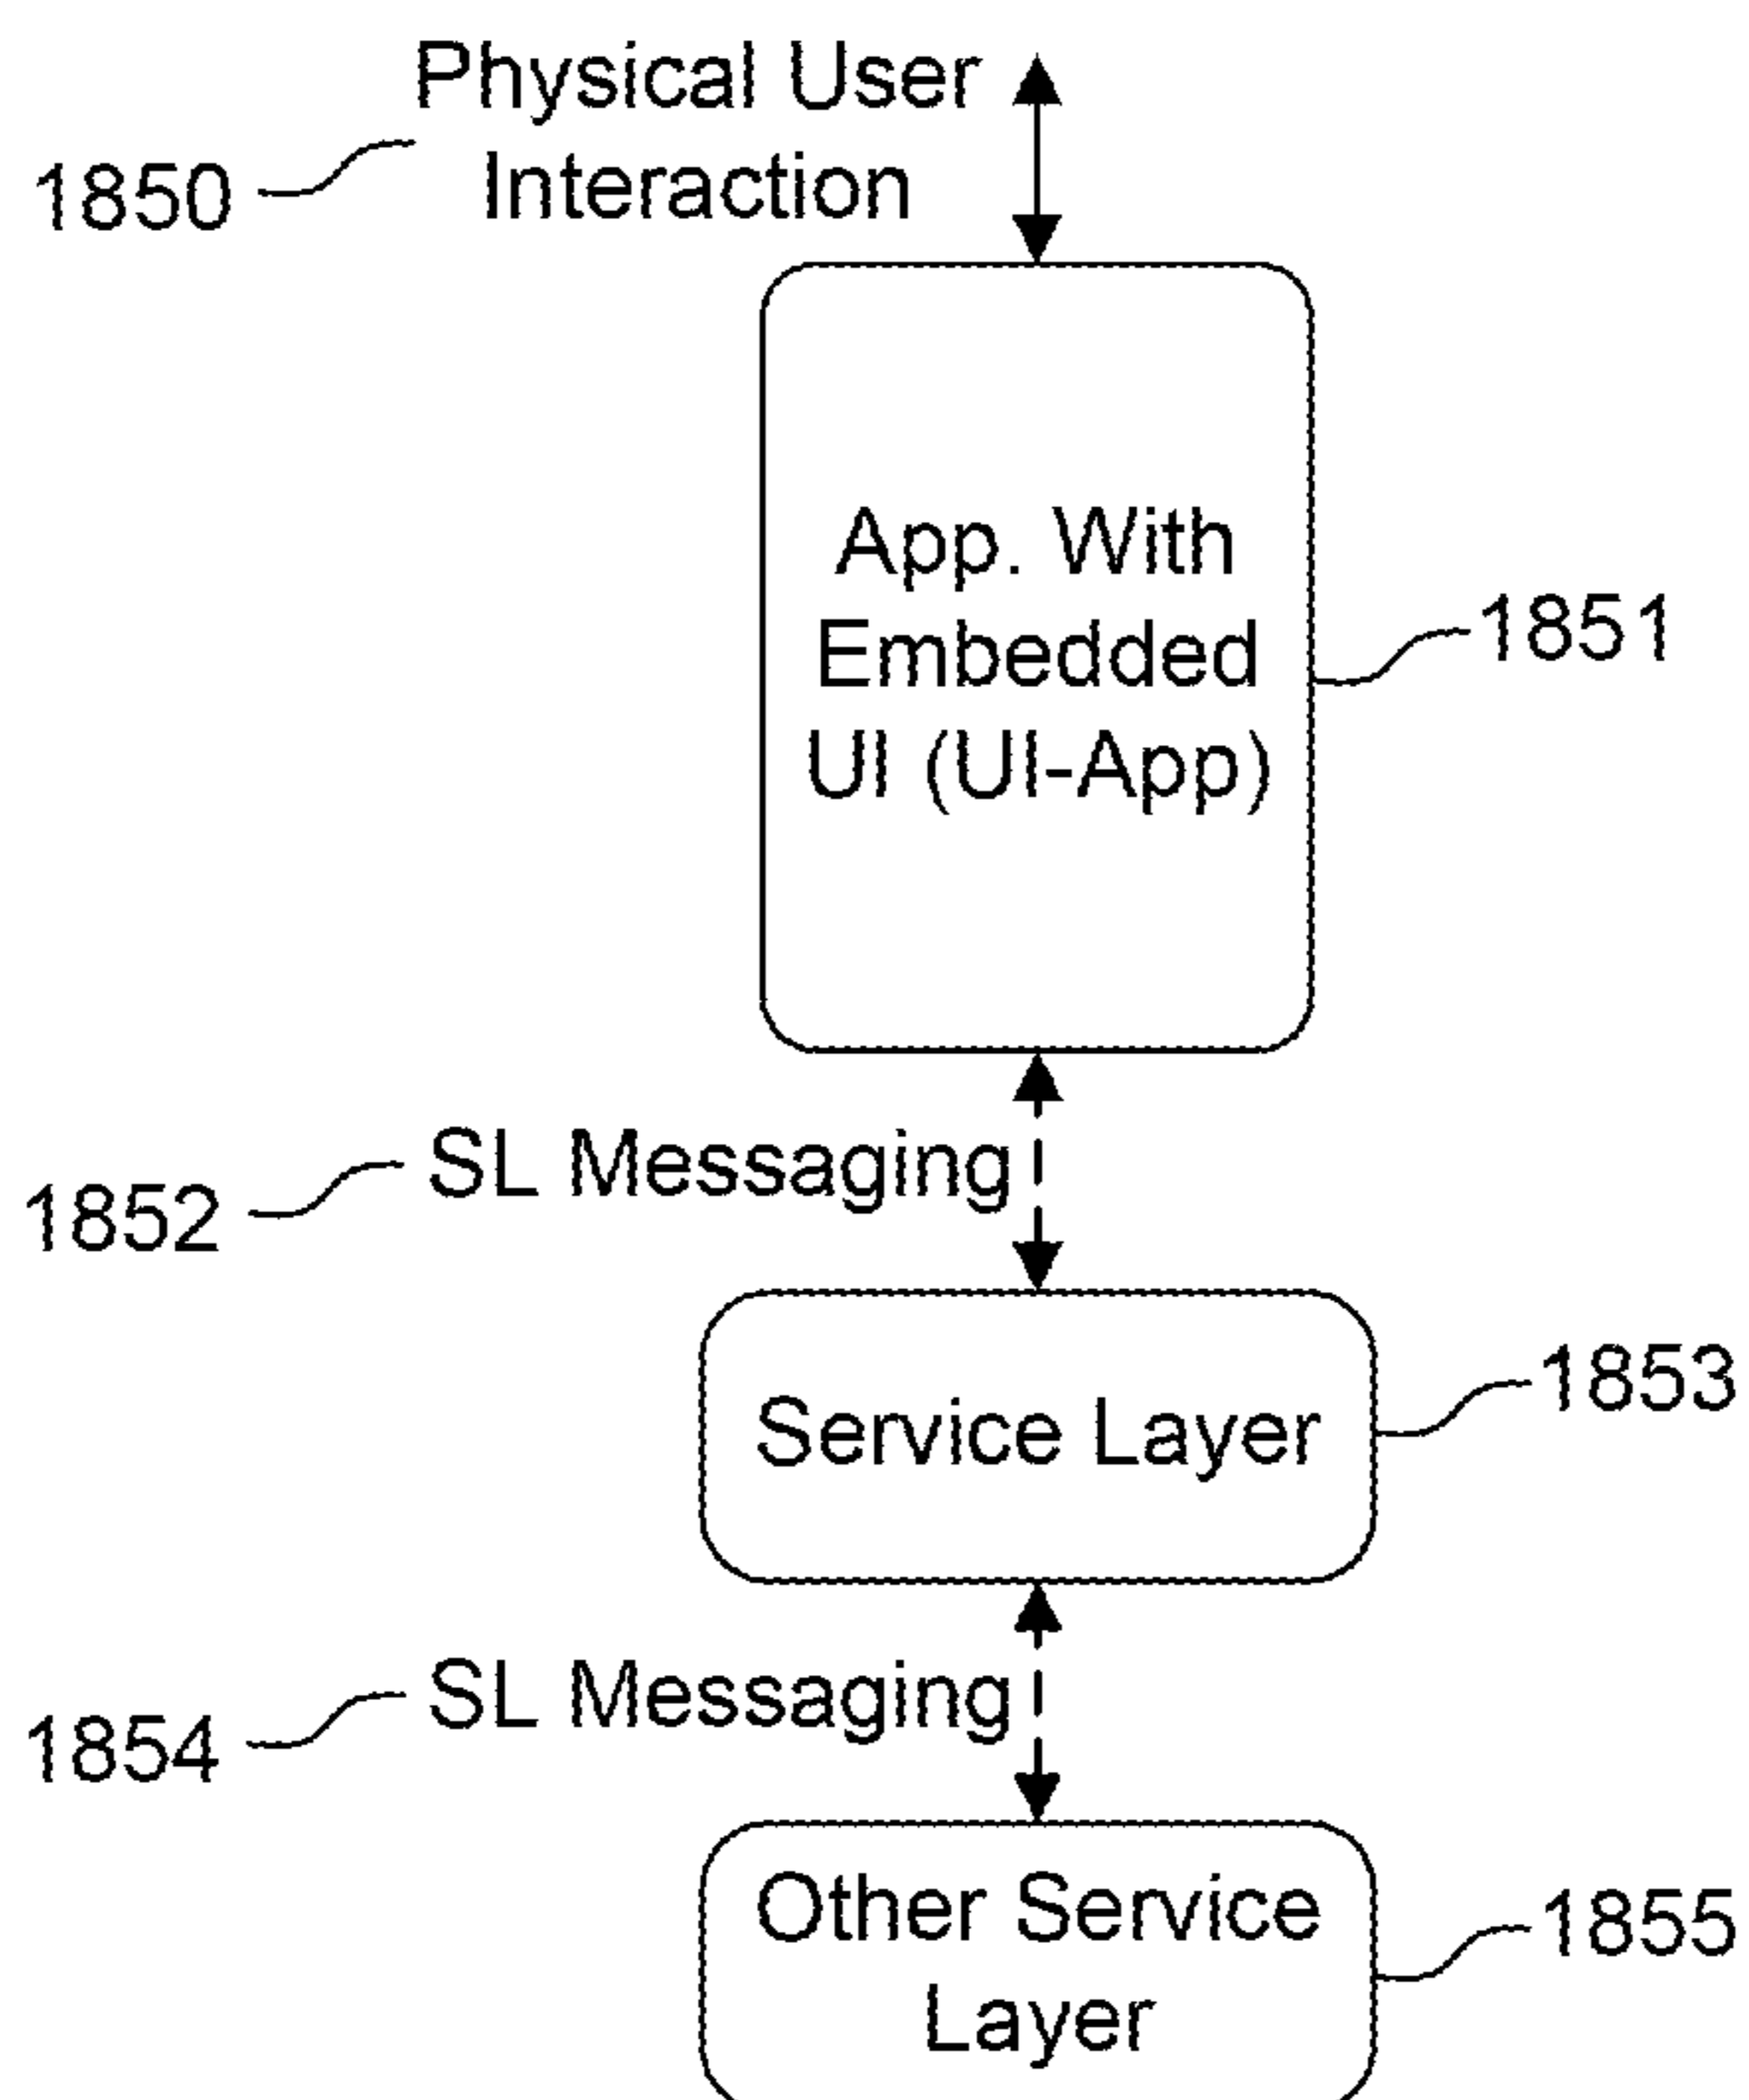 Physical User
Interaction
1850
App. With
Embedded
UI (UI-App)
1851
SL Messaging
1852
Service Layer
1853
SL Messaging
1854
Other Service
Layer
1855